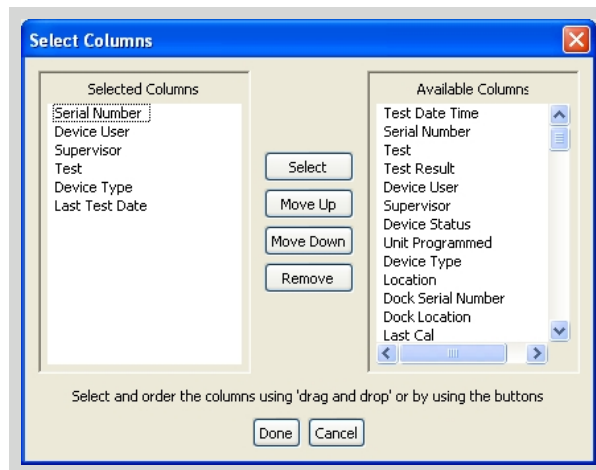 Select Columns
Selected Columns
Serial Number
Device User
Supervisor
Test
Device Type
Last Test Date
Select
Move Up
Move Down
Remove
Available Columns
Test Date Time
Serial Number
Test
Test Result
Device User
Supervisor
Device Status
Unit Programmed
Device Type
Location
Dock Serial Number
Dock Location
Last Cal
Select and order the columns using 'drag and drop' or by using the buttons
Done
Cancel